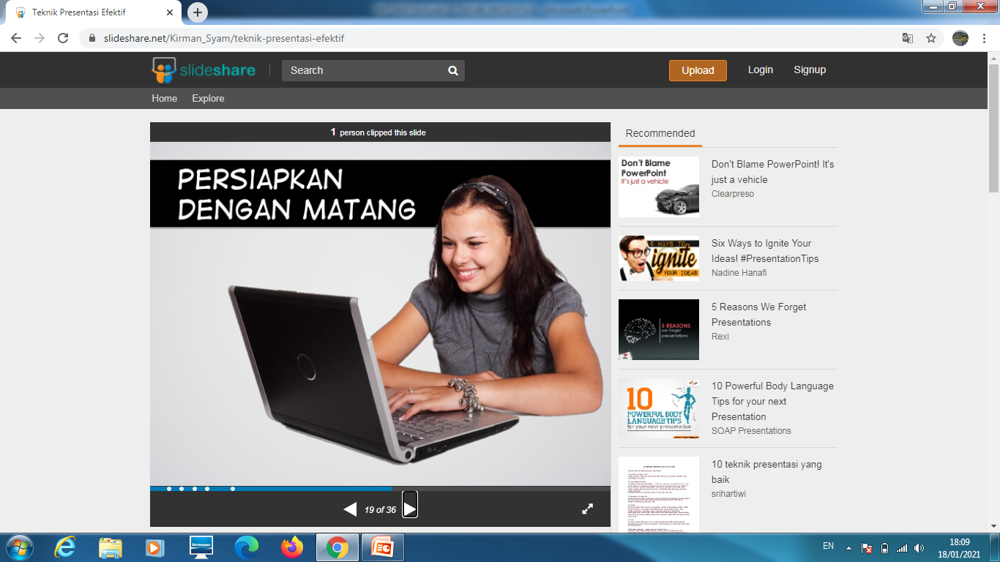 Teknik Presentasi Efektif
slideshare.net/Kirman_Syam/teknik-presentasi-efektif
slideshare
Search
Upload
Login
Signup
Home
Explore
1 person clipped this slide
PERSIAPKAN
DENGAN MATANG
19 of 36
Recommended
Don't Blame
PowerPoint
It's just a vehicle
Don't Blame PowerPoint! It's
just a vehicle
Clearpreso
6 WAYS TO
ignite
YOUR IDEAS
Six Ways to Ignite Your
Ideas! #PresentationTips
Nadine Hanafi
5 REASONS
we forget
presentations
5 Reasons We Forget
Presentations
Rexi
10
POWERFUL BODY
LANGUAGE TIPS
for your next presentation
10 Powerful Body Language
Tips for your next
Presentation
SOAP Presentations
10 teknik presentasi yang
baik
srihartiwi
lenovo
EN
18:09
18/01/2021